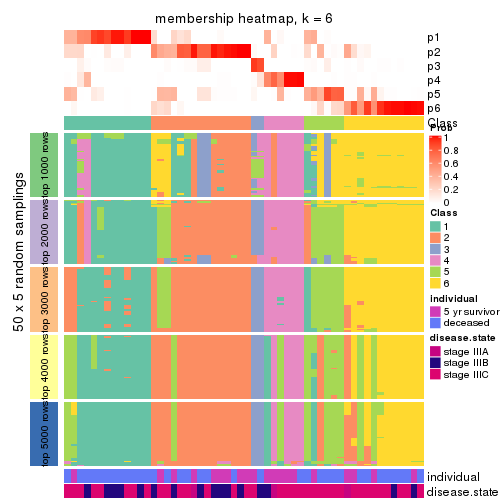 membership heatmap, k = 6
p1
p2
p3
p4
p5
p6
Class
Prob
1
0.8
0.6
0.4
0.2
0
Class
1
2
3
4
5
6
individual
5 yr survivor
deceased
disease.state
stage IIIA
stage IIIB
stage IIIC
50 x 5 random samplings
top 1000 rows
top 2000 rows
top 3000 rows
top 4000 rows
top 5000 rows
individual
disease.state